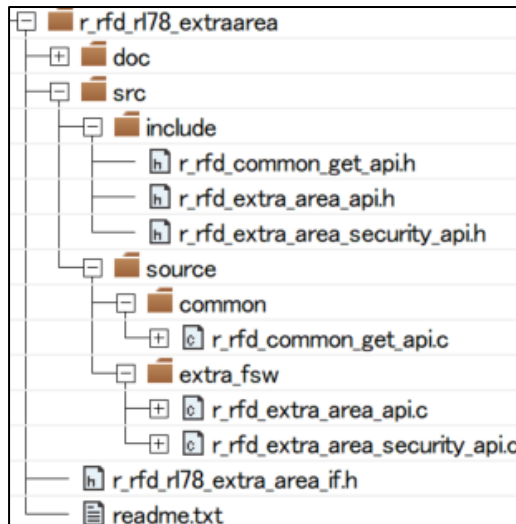 r_rfd_rl78_extraarea
doc
src
include
r_rfd_common_get_api.h
r_rfd_extra_area_api.h
r_rfd_extra_area_security_api.h
source
common
r_rfd_common_get_api.c
extra_fsw
r_rfd_extra_area_api.c
r_rfd_extra_area_security_api.c
r_rfd_rl78_extra_area_if.h
readme.txt